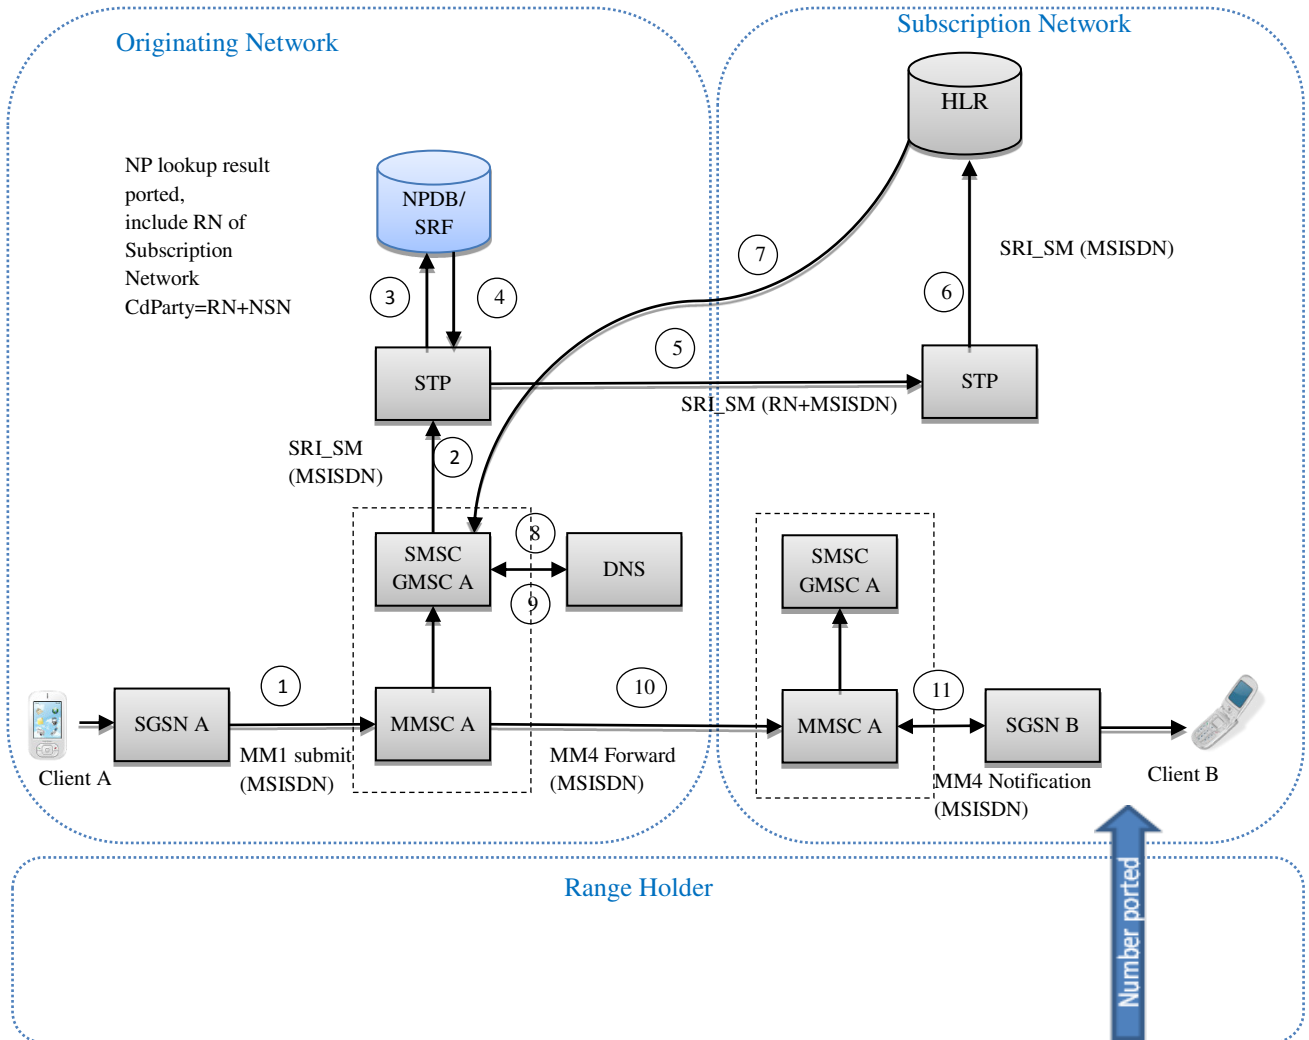 Originating Network
Subscription Network
HLR
NP lookup result
ported,
include RN of
Subscription
Network
CdParty=RN+NSN
NPDB/
SRF
7
SRI_SM (MSISDN)
3
4
6
5
STP
STP
SRI_SM (RN+MSISDN)
SRI_SM
(MSISDN)
2
8
SMSC
GMSC A
DNS
9
SMSC
GMSC A
1
10
11
SGSN A
MMSC A
MMSC A
SGSN B
MM1 submit
(MSISDN)
MM4 Forward
(MSISDN)
MM4 Notification
(MSISDN)
Client A
Client B
Range Holder
Number ported